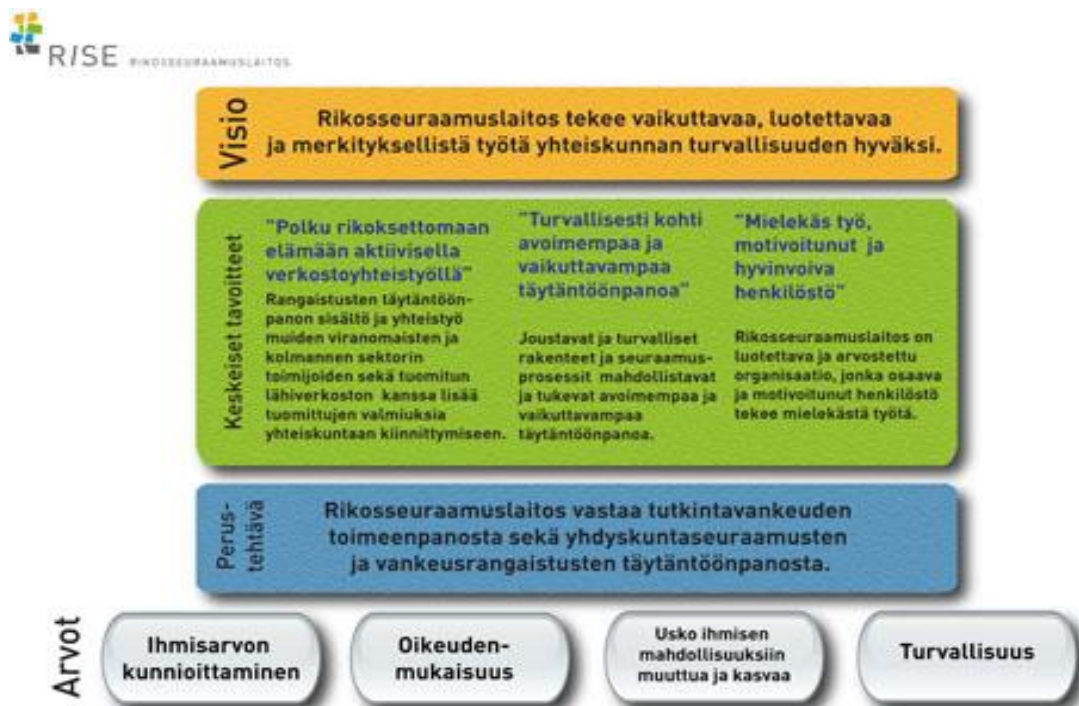 RISE RIKOSSEURAAMUSLAITOS
Visio
Rikosseuraamuslaitos tekee vaikuttavaa, luotettavaa
ja merkityksellistä työtä yhteiskunnan turvallisuuden hyväksi.
Keskeiset tavoitteet
"Polku rikoksettomaan
elämään aktiivisella
verkostoyhteistyöllä"
Rangaistusten täytäntöön-
panon sisältö ja yhteistyö
muiden viranomaisten ja
kolmannen sektorin
toimijoiden sekä tuomitun
lähiverkoston kanssa lisää
tuomittujen valmiuksia
yhteiskuntaan kiinnittymiseen.
"Turvallisesti kohti
avoimempaa ja
vaikuttavampaa
täytäntöönpanoa"
Joustavat ja turvalliset
rakenteet ja seuraamus-
prosessit mahdollistavat
ja tukevat avoimempaa ja
vaikuttavampaa
täytäntöönpanoa.
"Mielekäs työ,
motivoitunut ja
hyvinvoiva
henkilöstö"
Rikosseuraamuslaitos on
luotettava ja arvostettu
organisaatio, jonka osaava
ja motivoitunut henkilöstö
tekee mielekästä työtä.
Perus-
tehtävä
Rikosseuraamuslaitos vastaa tutkintavankeuden
toimeenpanosta sekä yhdyskuntaseuraamusten
ja vankeusrangaistusten täytäntöönpanosta.
Arvot
Ihmisarvon
kunnioittaminen
Oikeuden-
mukaisuus
Usko ihmisen
mahdollisuuksiin
muuttua ja kasvaa
Turvallisuus